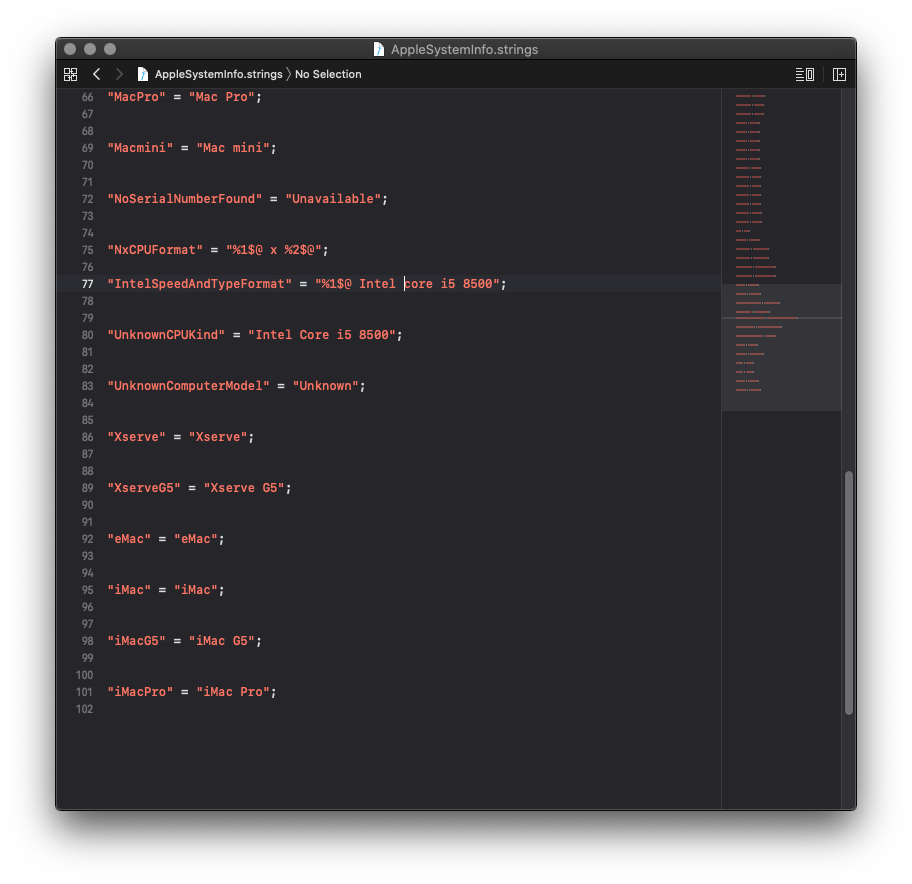 AppleSystemInfo.strings
AppleSystemInfo.strings 〉 No Selection
66 "MacPro" = "Mac Pro";
67
68
69 "Macmini" = "Mac mini";
70
71
72 "NoSerialNumberFound" = "Unavailable";
73
74
75 "NxCPUFormat" = "%1$@ x %2$@";
76
77 "IntelSpeedAndTypeFormat" = "%1$@ Intel core i5 8500";
78
79
80 "UnknownCPUKind" = "Intel Core i5 8500";
81
82
83 "UnknownComputerModel" = "Unknown";
84
85
86 "Xserve" = "Xserve";
87
88
89 "XserveG5" = "Xserve G5";
90
91
92 "eMac" = "eMac";
93
94
95 "iMac" = "iMac";
96
97
98 "iMacG5" = "iMac G5";
99
100
101 "iMacPro" = "iMac Pro";
102